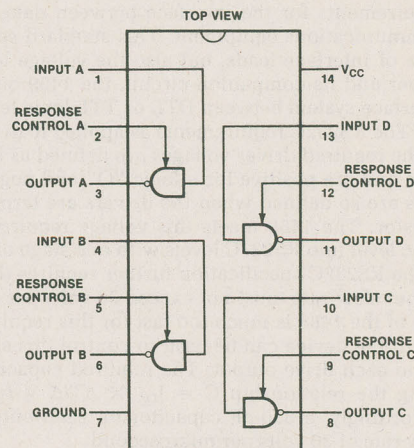 TOP VIEW
INPUT A
1
RESPONSE
CONTROL A
2
OUTPUT A
3
INPUT B
4
RESPONSE
CONTROL B
5
OUTPUT B
6
GROUND
7
14 VCC
13 INPUT D
12 RESPONSE
CONTROL D
11 OUTPUT D
10 INPUT C
9 RESPONSE
CONTROL C
8 OUTPUT C